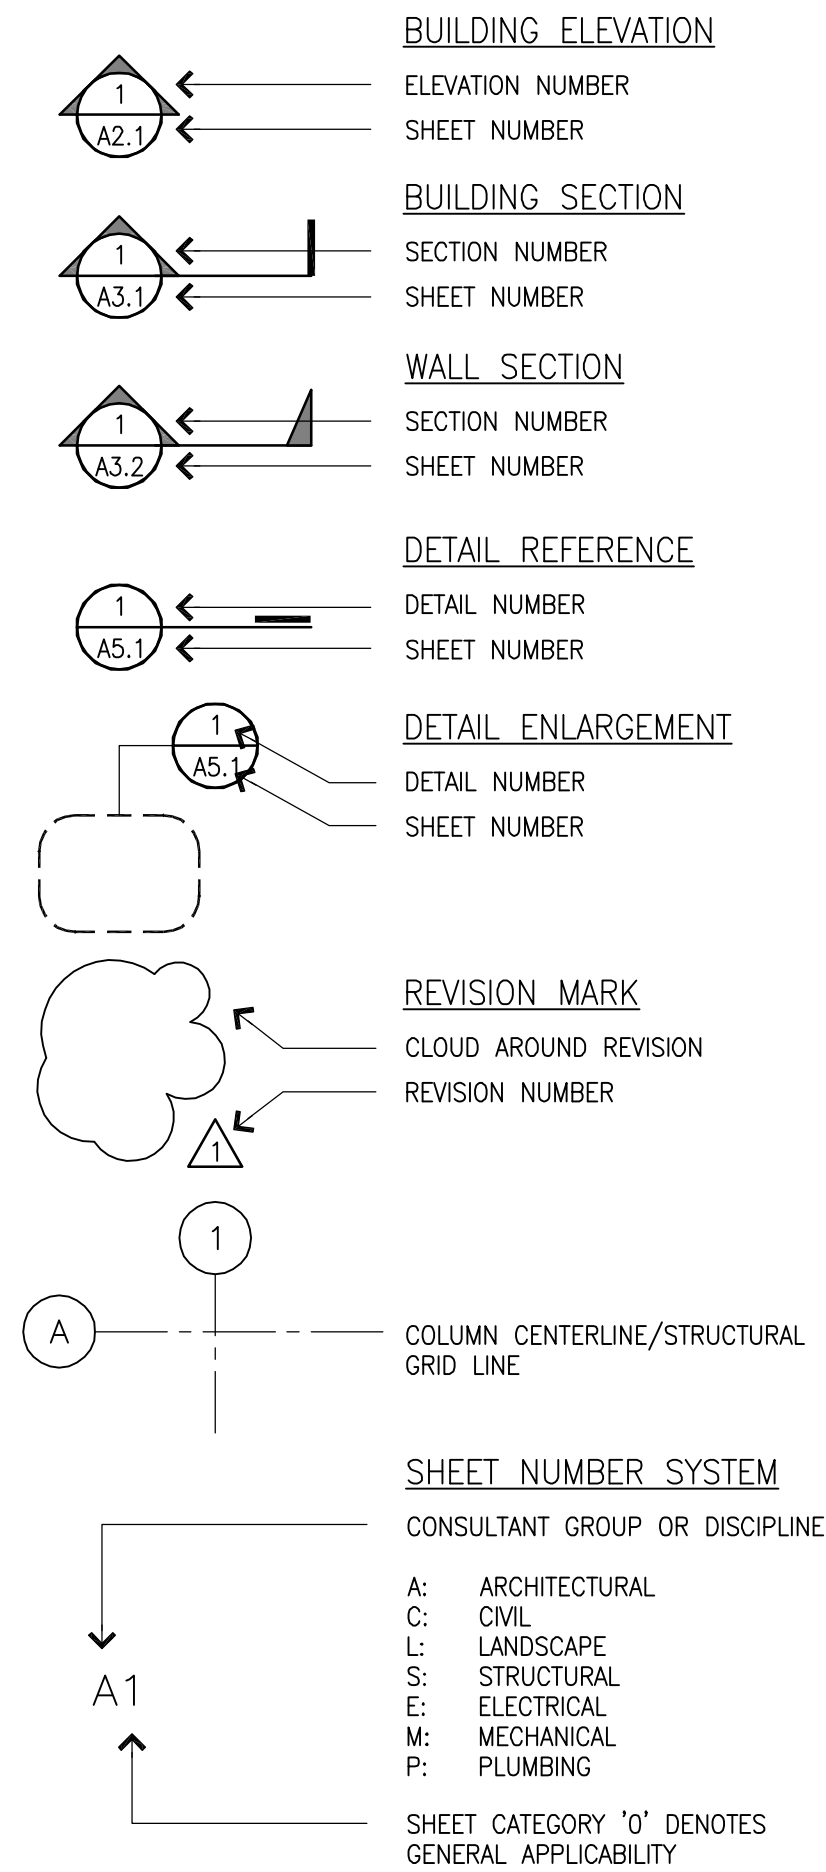 BUILDING ELEVATION
1
ELEVATION NUMBER
A2.1
SHEET NUMBER
BUILDING SECTION
1
SECTION NUMBER
A3.1
SHEET NUMBER
WALL SECTION
1
SECTION NUMBER
A3.2
SHEET NUMBER
DETAIL REFERENCE
1
DETAIL NUMBER
A5.1
SHEET NUMBER
1
DETAIL ENLARGEMENT
A5.1
DETAIL NUMBER
SHEET NUMBER
REVISION MARK
CLOUD AROUND REVISION
REVISION NUMBER
1
1
A
COLUMN CENTERLINE/STRUCTURAL
GRID LINE
SHEET NUMBER SYSTEM
CONSULTANT GROUP OR DISCIPLINE
A: ARCHITECTURAL
C: CIVIL
L: LANDSCAPE
S: STRUCTURAL
E: ELECTRICAL
M: MECHANICAL
P: PLUMBING
A1
SHEET CATEGORY '0' DENOTES
GENERAL APPLICABILITY